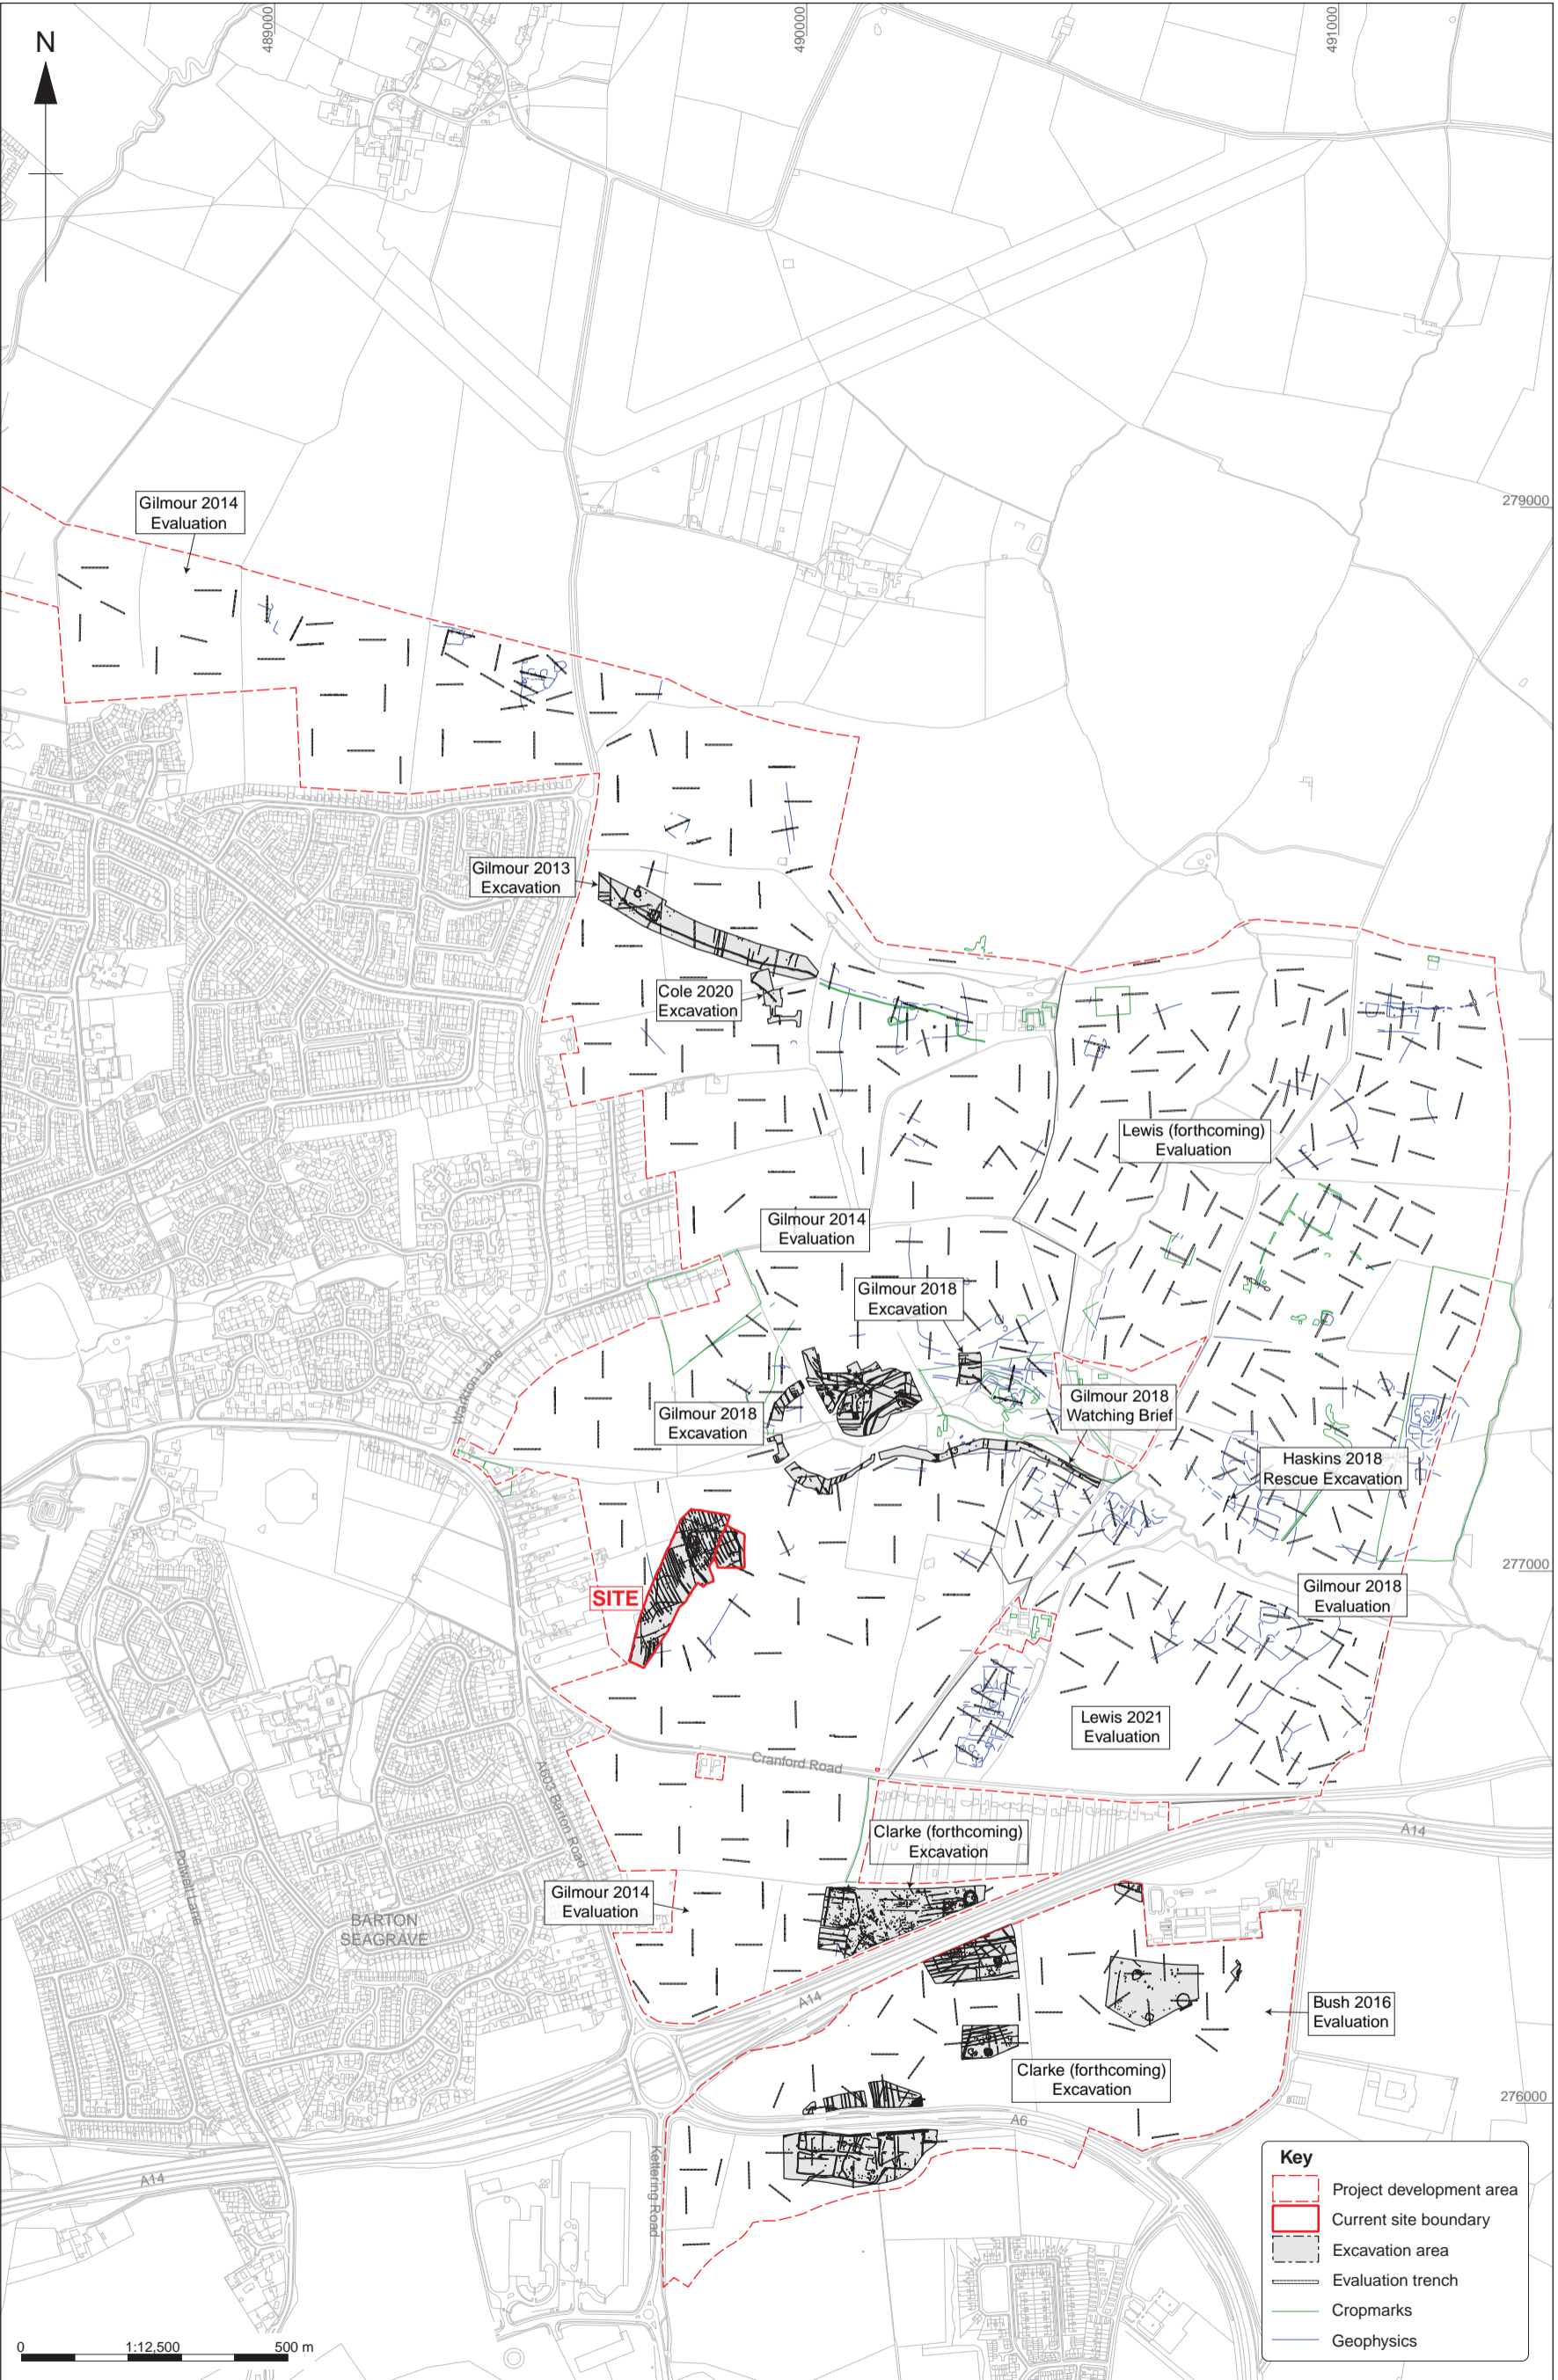 489000
490000
491000
N
279000
Gilmour 2014
Evaluation
Gilmour 2013
Excavation
Cole 2020
Excavation
Lewis (forthcoming)
Evaluation
Gilmour 2014
Evaluation
Gilmour 2018
Excavation
Warkton Lane
Gilmour 2018
Excavation
Gilmour 2018
Watching Brief
Haskins 2018
Rescue Excavation
277000
SITE
Gilmour 2018
Evaluation
Lewis 2021
Evaluation
Cranford Road
A603 Barton Road
A14
Clarke (forthcoming)
Excavation
Polwell Lane
BARTON
SEAGRAVE
Gilmour 2014
Evaluation
A14
Bush 2016
Evaluation
Clarke (forthcoming)
Excavation
276000
A6
A14
Kettering Road
Key
Project development area
Current site boundary
Excavation area
Evaluation trench
Cropmarks
Geophysics
0 1:12,500 500 m